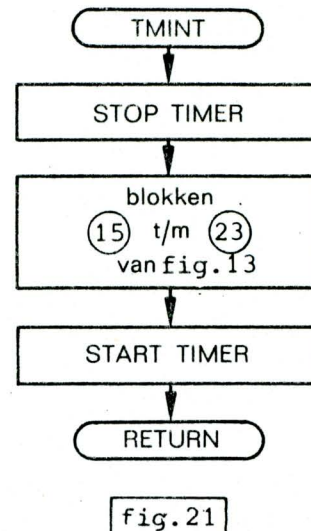 TMINT
STOP TIMER
blokken
15 t/m 23
van fig.13
START TIMER
RETURN
fig.21